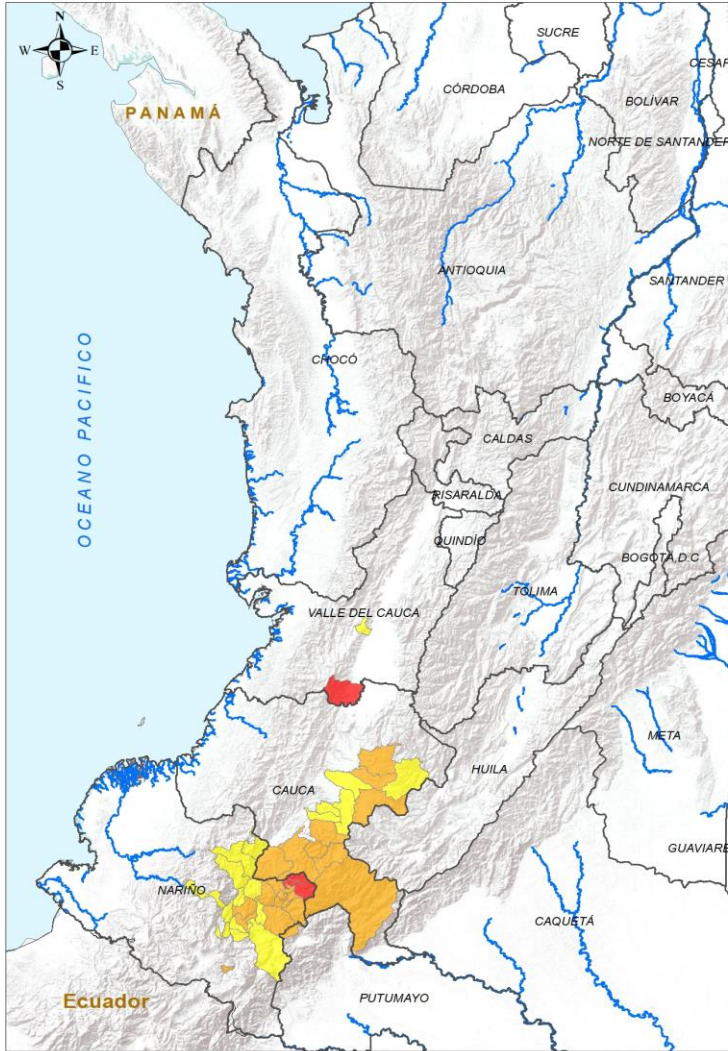 N
W E
S
SUCRE
CESAR
CÓRDOBA
BOLÍVAR
PANAMÁ
NORTE DE SANTANDER
ANTIOQUIA
SANTANDER
OCEANO PACIFICO
CHOCÓ
BOYACÁ
CALDAS
CUNDINAMARCA
RISARALDA
QUINDÍO
BOGOTÁ, D.C
TOLIMA
VALLE DEL CAUCA
META
HUILA
CAUCA
GUAVIARE
NARIÑO
CAQUETÁ
Ecuador
PUTUMAYO